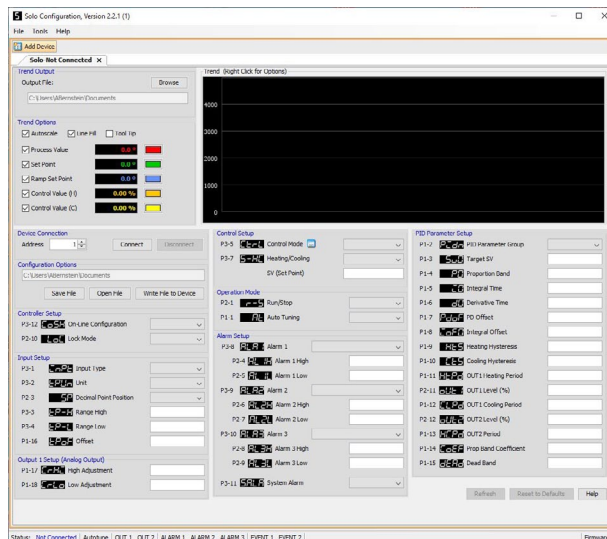 Solo Configuration, Version 2.2.1 (1)
File Tools Help
Add Device
Solo Not Connected
Trend Output
Output File:
Browse
C:\Users\ABernstein\Documents
Trend Options
Autoscale Line Fill Tool Tip
Process Value 0.0 °
Set Point 0.0 °
Ramp Set Point 0.0 °
Control Value (H) 0.00 %
Control Value (C) 0.00 %
Trend (Right Click for Options)
4000
3000
2000
1000
0
Device Connection
Address 1 Connect Disconnect
Configuration Options
C:\Users\ABernstein\Documents
Save File Open File Write File to Device
Controller Setup
P3-12 On-Line Configuration
P2-10 Lock Mode
Input Setup
P3-1 Input Type
P3-2 Unit
P2-3 Decimal Point Position
P3-3 Range High
P3-4 Range Low
P1-16 Offset
Output 1 Setup (Analog Output)
P1-17 High Adjustment
P1-18 Low Adjustment
Control Setup
P3-5 Control Mode
P3-7 Heating/Cooling
SV (Set Point)
Operation Mode
P2-1 Run/Stop
P1-1 Auto Tuning
Alarm Setup
P3-8 Alarm 1
P2-4 Alarm 1 High
P2-5 Alarm 1 Low
P3-9 Alarm 2
P2-6 Alarm 2 High
P2-7 Alarm 2 Low
P3-10 Alarm 3
P2-8 Alarm 3 High
P2-9 Alarm 3 Low
P3-11 System Alarm
PID Parameter Setup
P1-2 PID Parameter Group
P1-3 Target SV
P1-4 Proportion Band
P1-5 Integral Time
P1-6 Derivative Time
P1-7 PD Offset
P1-8 Integral Offset
P1-9 Heating Hysteresis
P1-10 Cooling Hysteresis
P1-11 OUT1 Heating Period
P2-11 OUT1 Level (%)
P1-12 OUT1 Cooling Period
P2-12 OUT2 Level (%)
P1-13 OUT2 Period
P1-14 Prop Band Coefficient
P1-15 Dead Band
Refresh Reset to Defaults Help
Status: Not Connected Autotune OUT 1 OUT 2 ALARM 1 ALARM 2 ALARM 3 EVENT 1 EVENT 2 Firmware